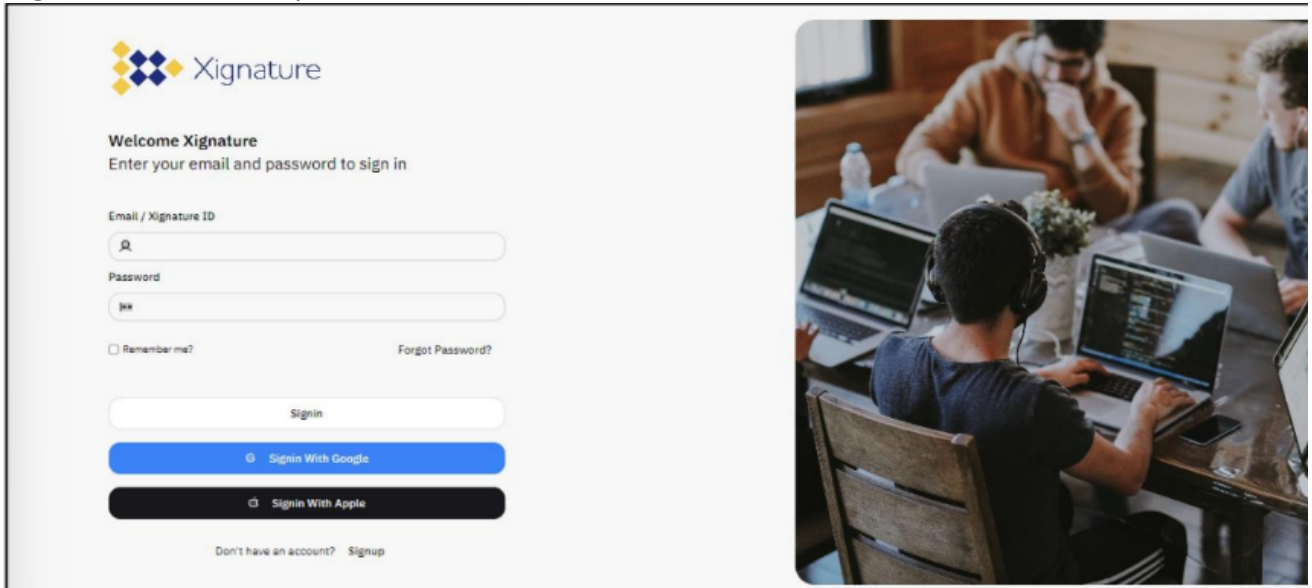 Xignature
Welcome Xignature
Enter your email and password to sign in
Email / Xignature ID
Password
Remember me?
Forgot Password?
Signin
G Signin With Google
Signin With Apple
Don't have an account? Signup